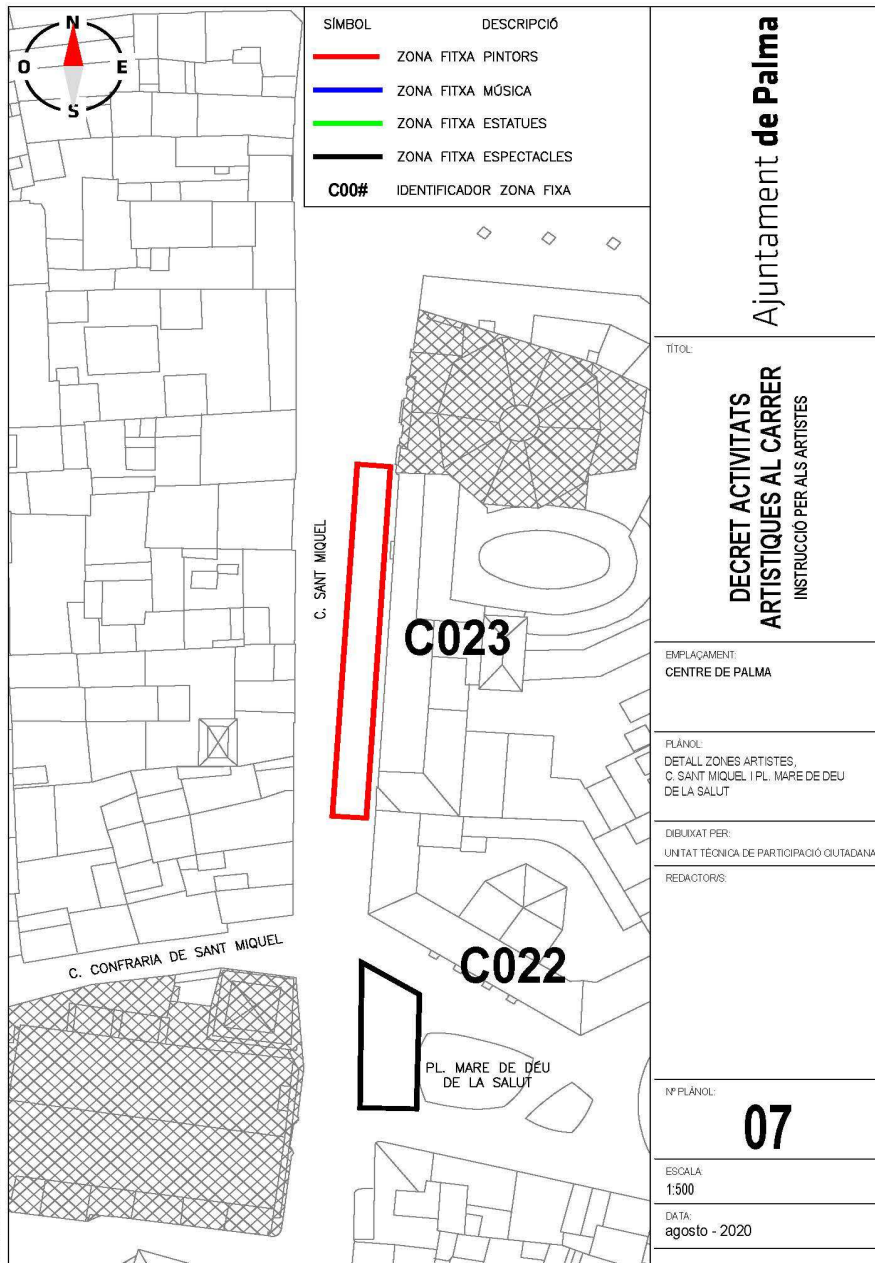 N
O
E
S
SÍMBOL DESCRIPCIÓ
ZONA FITXA PINTORS
ZONA FITXA MÚSICA
ZONA FITXA ESTATUES
ZONA FITXA ESPECTACLES
C00# IDENTIFICADOR ZONA FIXA
C. SANT MIQUEL
C023
C022
C. CONFRARIA DE SANT MIQUEL
PL. MARE DE DÉU
DE LA SALUT
Ajuntament de Palma
TÍTOL:
DECRET ACTIVITATS
ARTISTIQUES AL CARRER
INSTRUCCIÓ PER ALS ARTISTES
EMPLAÇAMENT:
CENTRE DE PALMA
PLÀNOL:
DETALL ZONES ARTISTES,
C. SANT MIQUEL I PL. MARE DE DEU
DE LA SALUT
DIBUIXAT PER:
UNITAT TÈCNICA DE PARTICIPACIÓ CIUTADANA
REDACTOR/S:
Nº PLÀNOL:
07
ESCALA:
1:500
DATA:
agosto - 2020